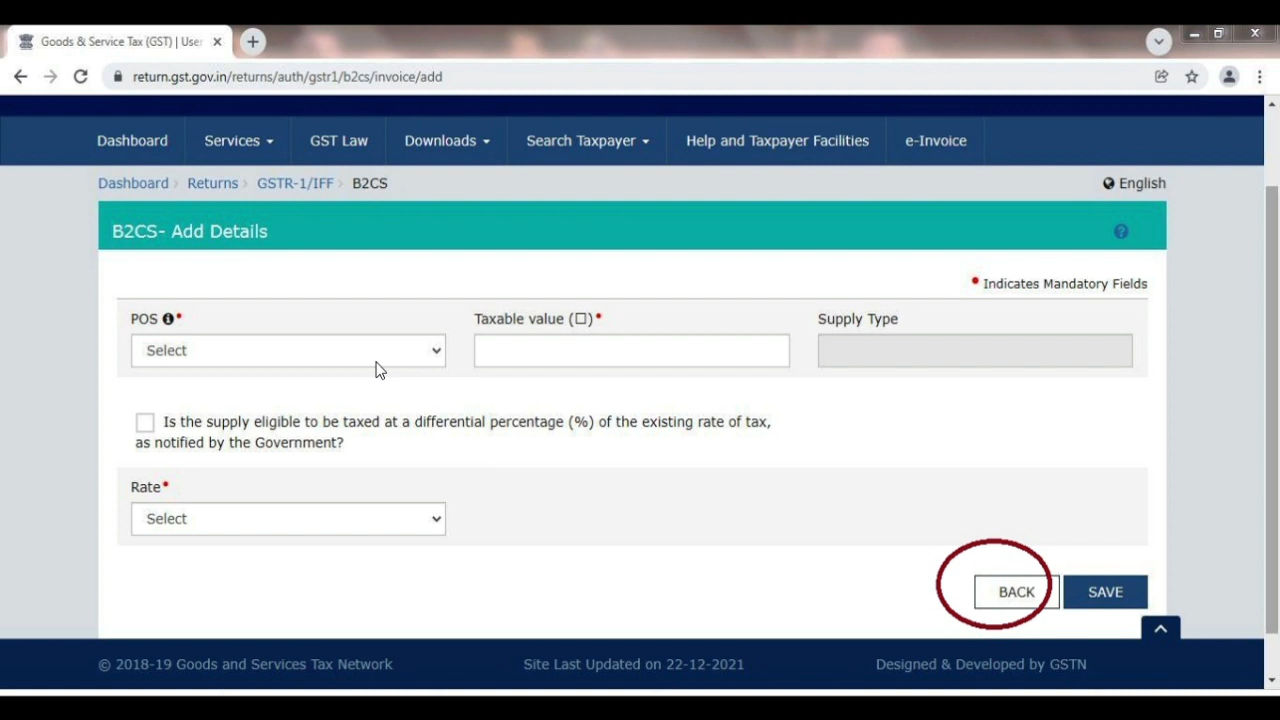 Goods & Service Tax (GST) | User
return.gst.gov.in/returns/auth/gstr1/b2cs/invoice/add
Dashboard Services GST Law Downloads Search Taxpayer Help and Taxpayer Facilities e-Invoice
Dashboard Returns GSTR-1/IFF B2CS English
B2CS- Add Details
• Indicates Mandatory Fields
POS • Taxable value (□) • Supply Type
Select
Is the supply eligible to be taxed at a differential percentage (%) of the existing rate of tax,
as notified by the Government?
Rate •
Select
BACK SAVE
© 2018-19 Goods and Services Tax Network Site Last Updated on 22-12-2021 Designed & Developed by GSTN